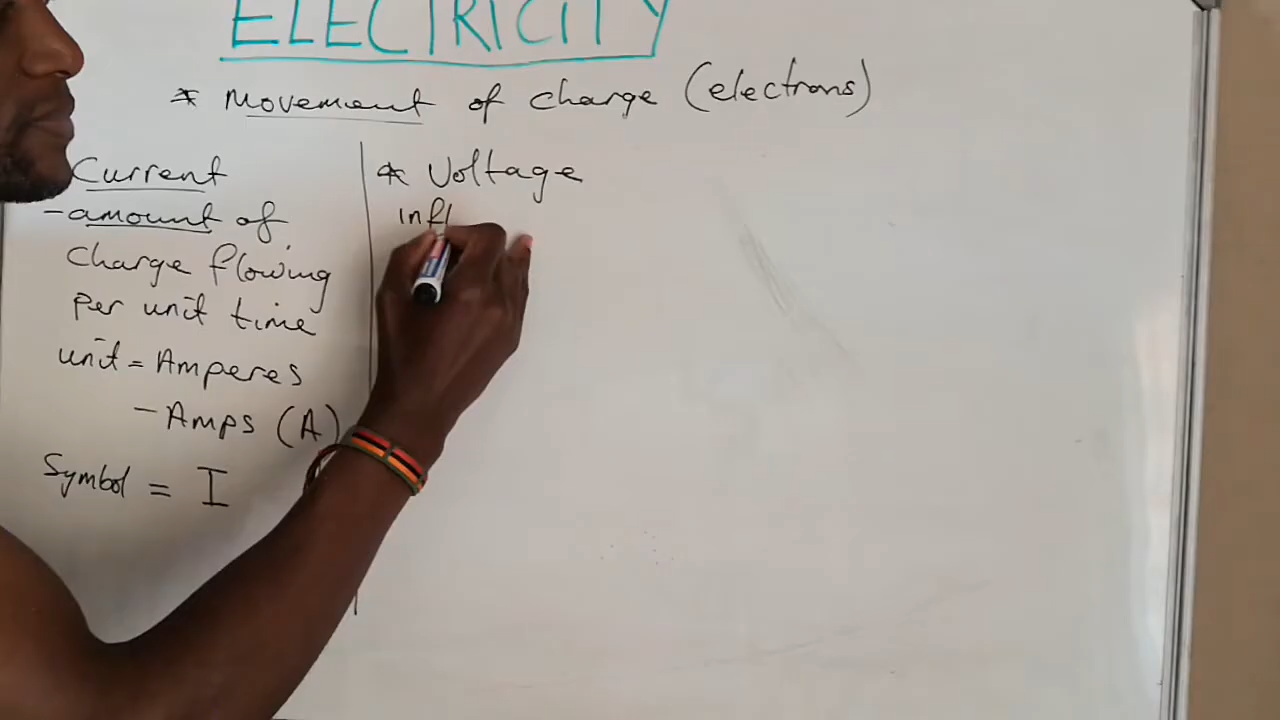 ELECTRICITY
* Movement of charge (electrons)
Current
- amount of
charge flowing
per unit time
unit = Amperes
- Amps (A)
Symbol = I
* Voltage
infl